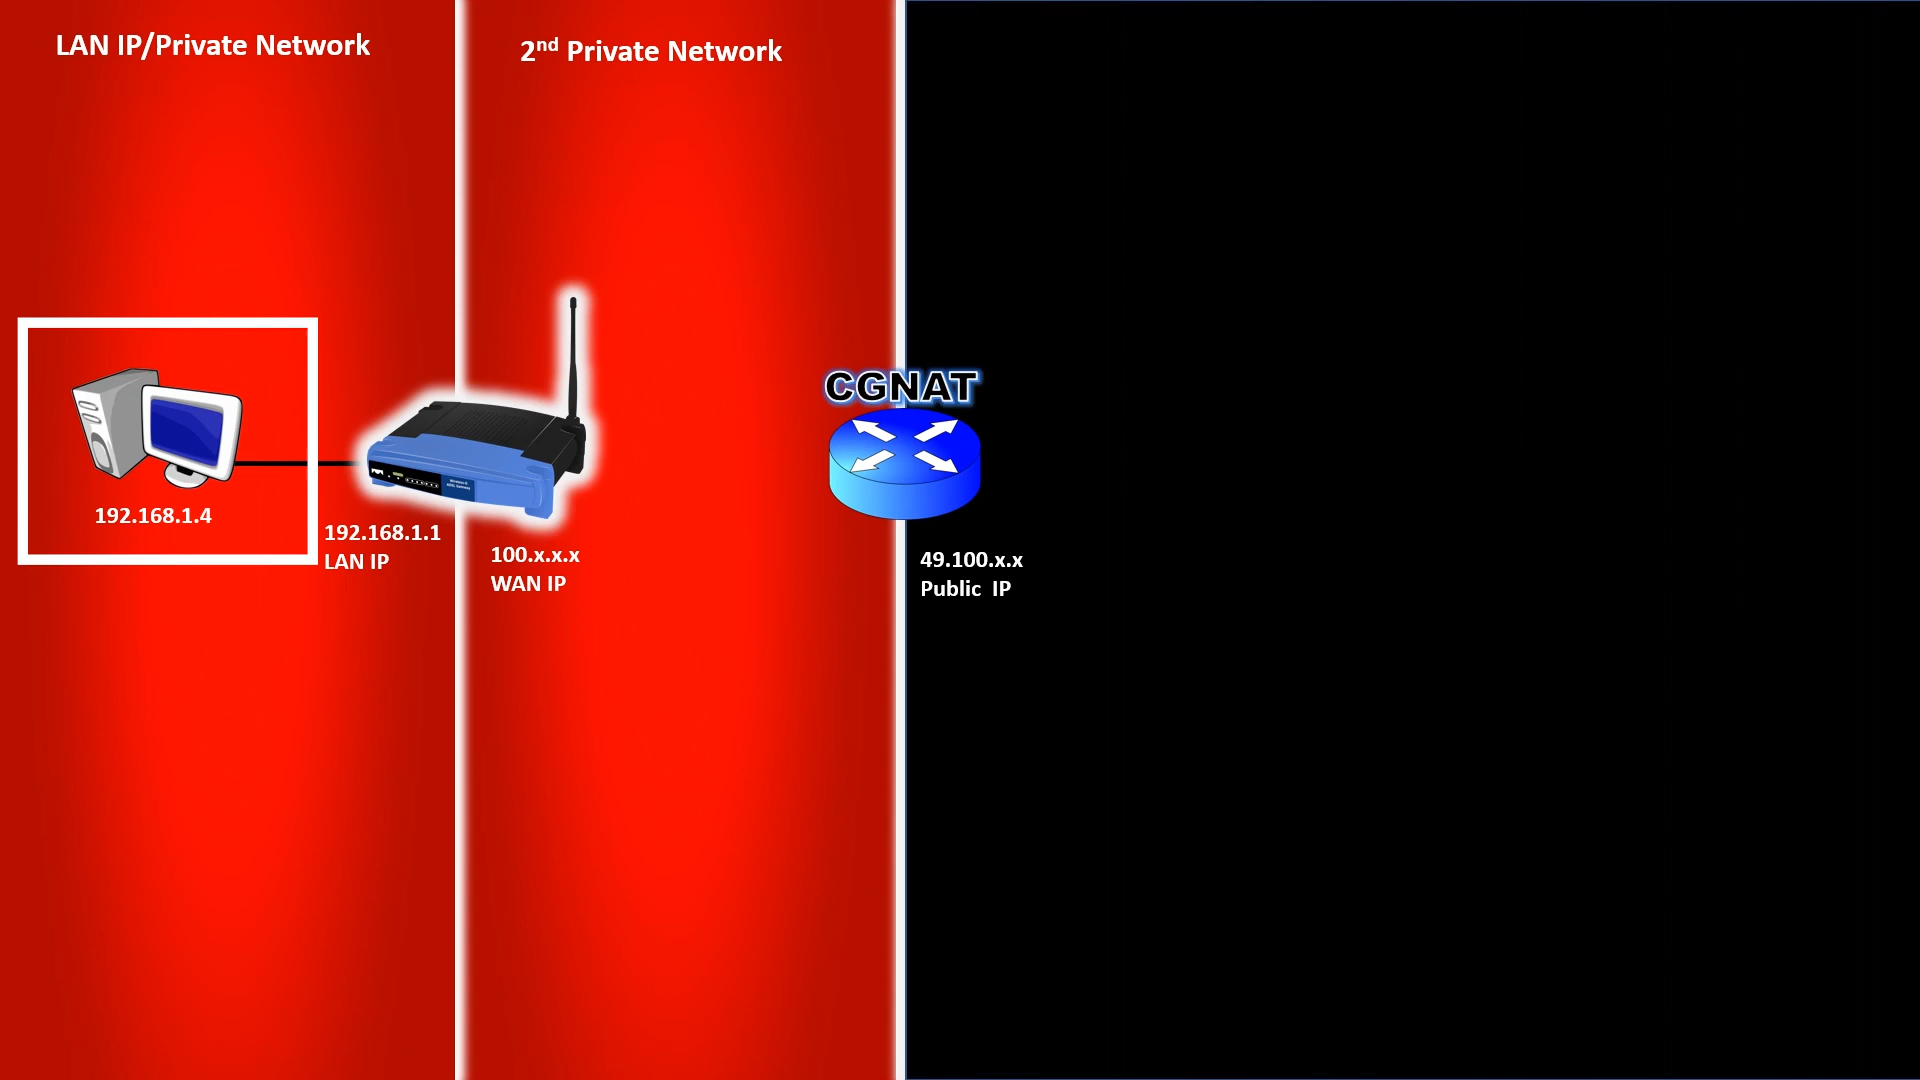 LAN IP/Private Network
2nd Private Network
CGNAT
192.168.1.4
192.168.1.1
LAN IP
100.x.x.x
WAN IP
49.100.x.x
Public  IP